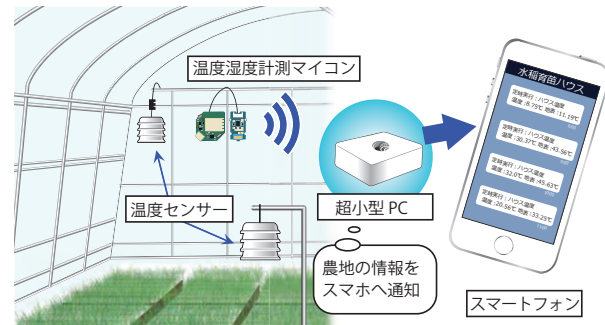 温度湿度計測マイコン
温度センサー
超小型 PC
農地の情報を
スマホへ通知
水稲育苗ハウス
定時実行：ハウス温度
温度：8.75℃ 地表：11.19℃
定時実行：ハウス温度
温度：30.37℃ 地表：43.56℃
定時実行：ハウス温度
温度：32.0℃ 地表：45.63℃
定時実行：ハウス温度
温度：20.56℃ 地表：33.25℃
スマートフォン